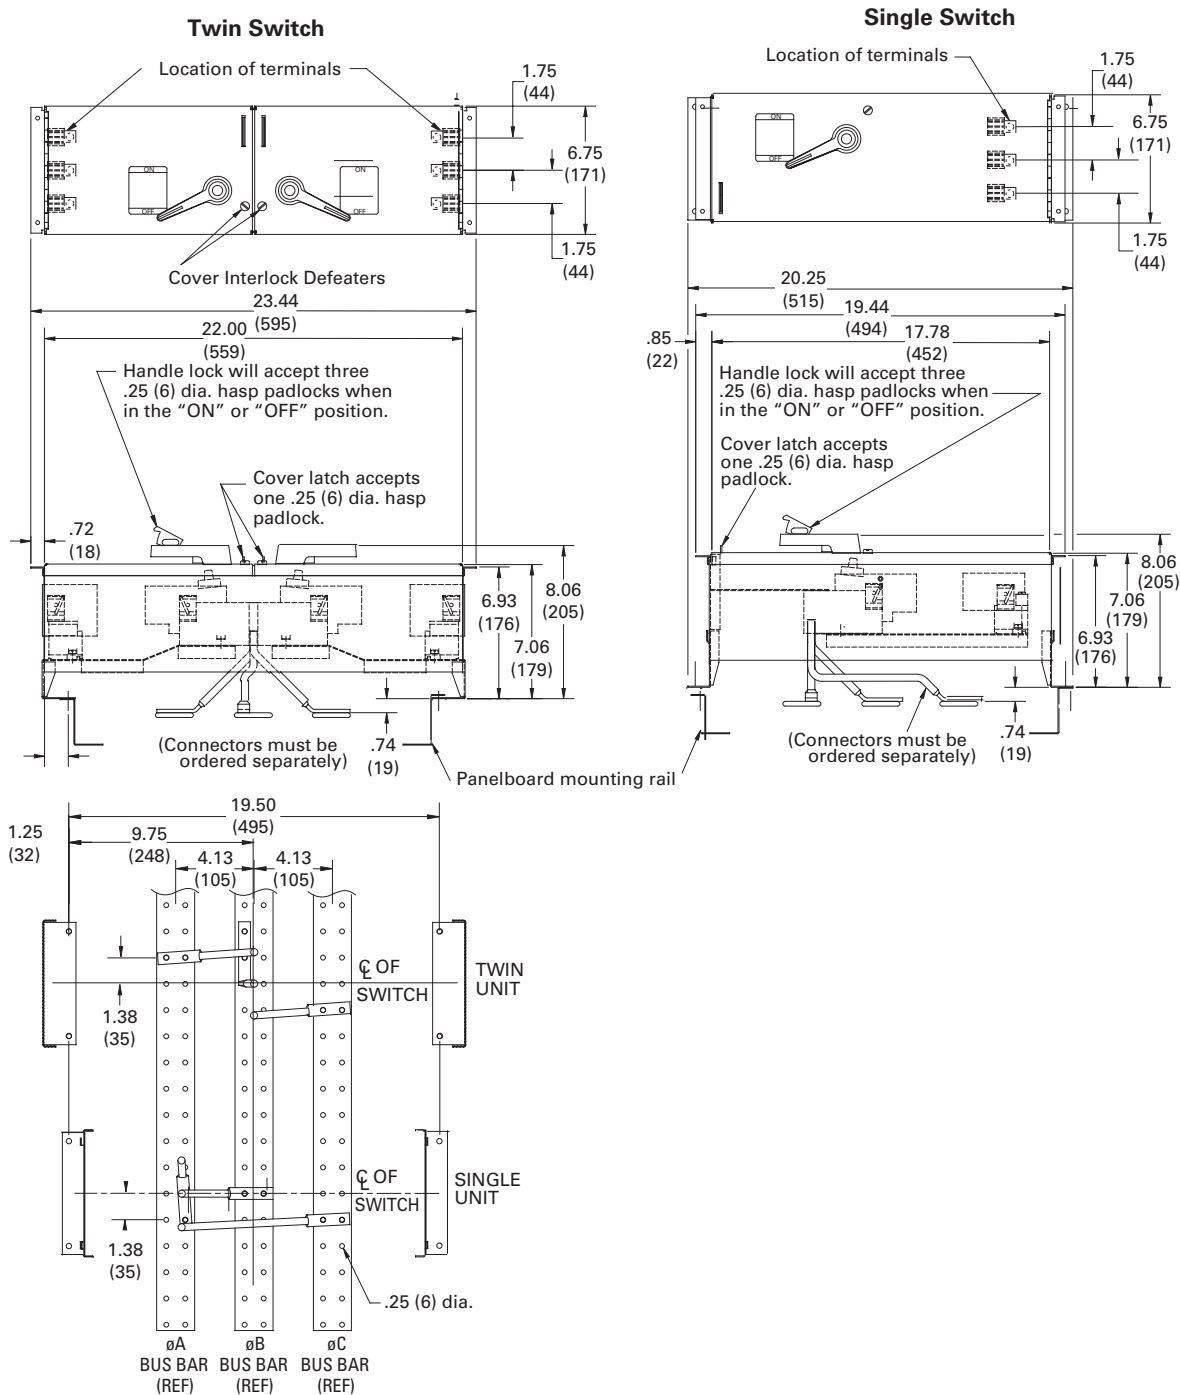 Twin Switch
Location of terminals
1.75
(44)
6.75
(171)
ON
OFF
ON
OFF
1.75
(44)
Cover Interlock Defeaters
23.44
(595)
22.00
(559)
Handle lock will accept three
.25 (6) dia. hasp padlocks when
in the “ON” or “OFF” position.
Cover latch accepts
one .25 (6) dia. hasp
padlock.
.72
(18)
6.93
(176)
8.06
(205)
7.06
(179)
(Connectors must be
ordered separately)
.74
(19)
Panelboard mounting rail
Single Switch
Location of terminals
1.75
(44)
6.75
(171)
ON
OFF
1.75
(44)
20.25
(515)
19.44
(494)
.85
(22)
17.78
(452)
Handle lock will accept three
.25 (6) dia. hasp padlocks when
in the “ON” or “OFF” position.
Cover latch accepts
one .25 (6) dia. hasp
padlock.
8.06
(205)
7.06
(179)
6.93
(176)
(Connectors must be
ordered separately)
.74
(19)
19.50
(495)
1.25
(32)
9.75
(248)
4.13
(105)
4.13
(105)
℄ OF
SWITCH
TWIN
UNIT
1.38
(35)
℄ OF
SWITCH
SINGLE
UNIT
1.38
(35)
.25 (6) dia.
øA
BUS BAR
(REF)
øB
BUS BAR
(REF)
øC
BUS BAR
(REF)